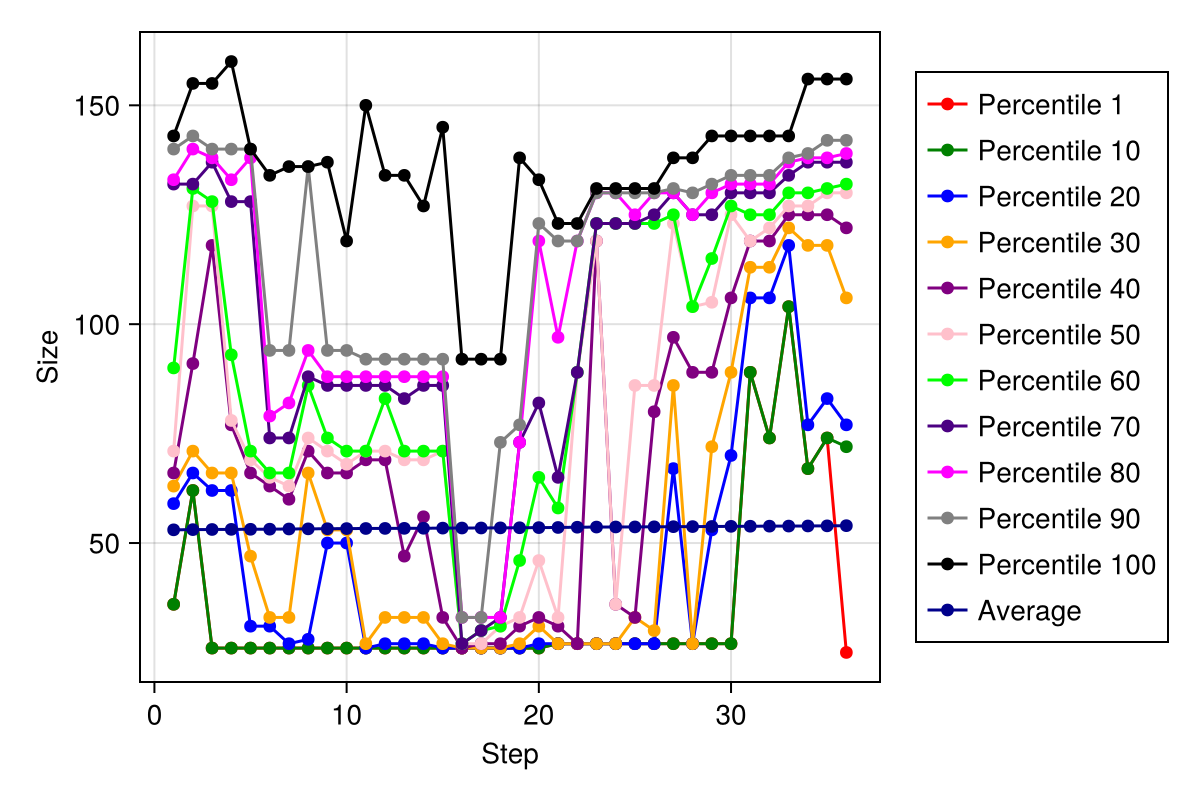 150
100
50
Size
0
10
20
30
Step
Percentile 1
Percentile 10
Percentile 20
Percentile 30
Percentile 40
Percentile 50
Percentile 60
Percentile 70
Percentile 80
Percentile 90
Percentile 100
Average